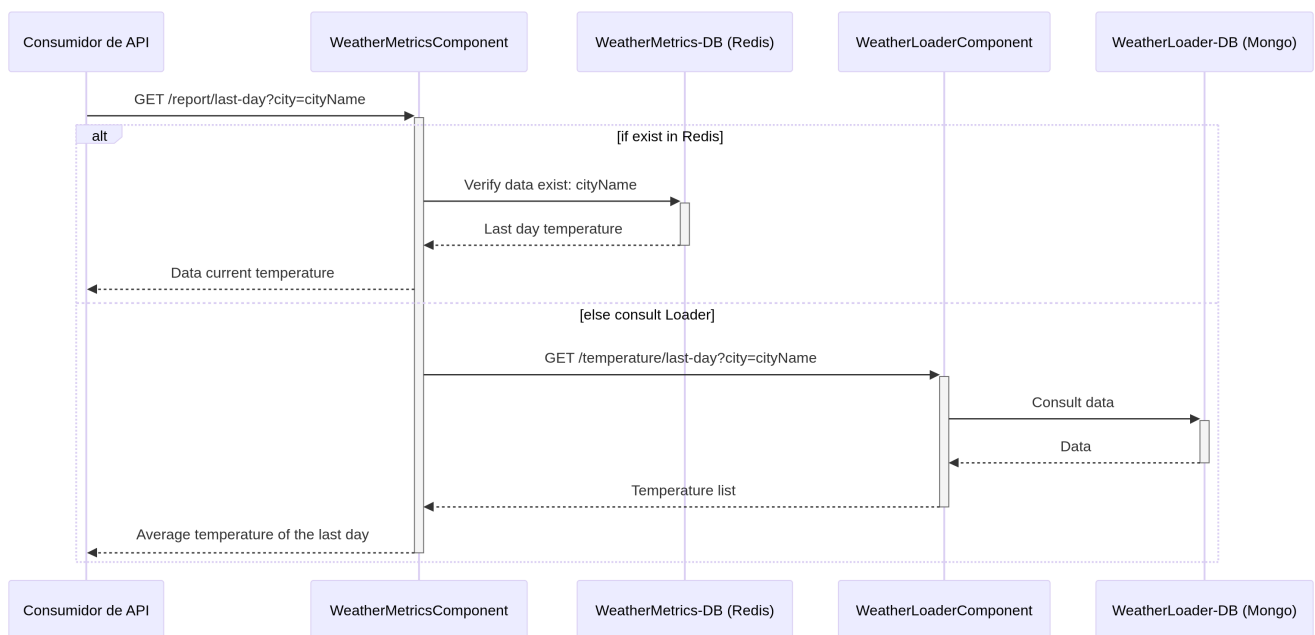 Consumidor de API
WeatherMetricsComponent
WeatherMetrics-DB (Redis)
WeatherLoaderComponent
WeatherLoader-DB (Mongo)
GET /report/last-day?city=cityName
alt
[if exist in Redis]
Verify data exist: cityName
Last day temperature
Data current temperature
[else consult Loader]
GET /temperature/last-day?city=cityName
Consult data
Data
Temperature list
Average temperature of the last day
Consumidor de API
WeatherMetricsComponent
WeatherMetrics-DB (Redis)
WeatherLoaderComponent
WeatherLoader-DB (Mongo)